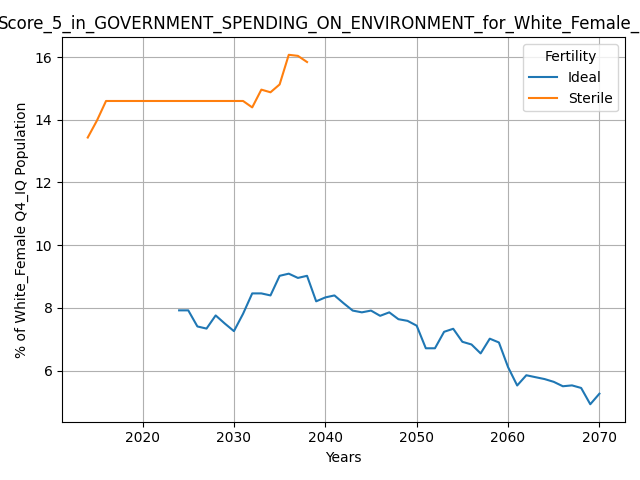 Score_5_in_GOVERNMENT_SPENDING_ON_ENVIRONMENT_for_White_Female_
Fertility
Ideal
Sterile
% of White_Female Q4_IQ Population
16
14
12
10
8
6
2020 2030 2040 2050 2060 2070
Years